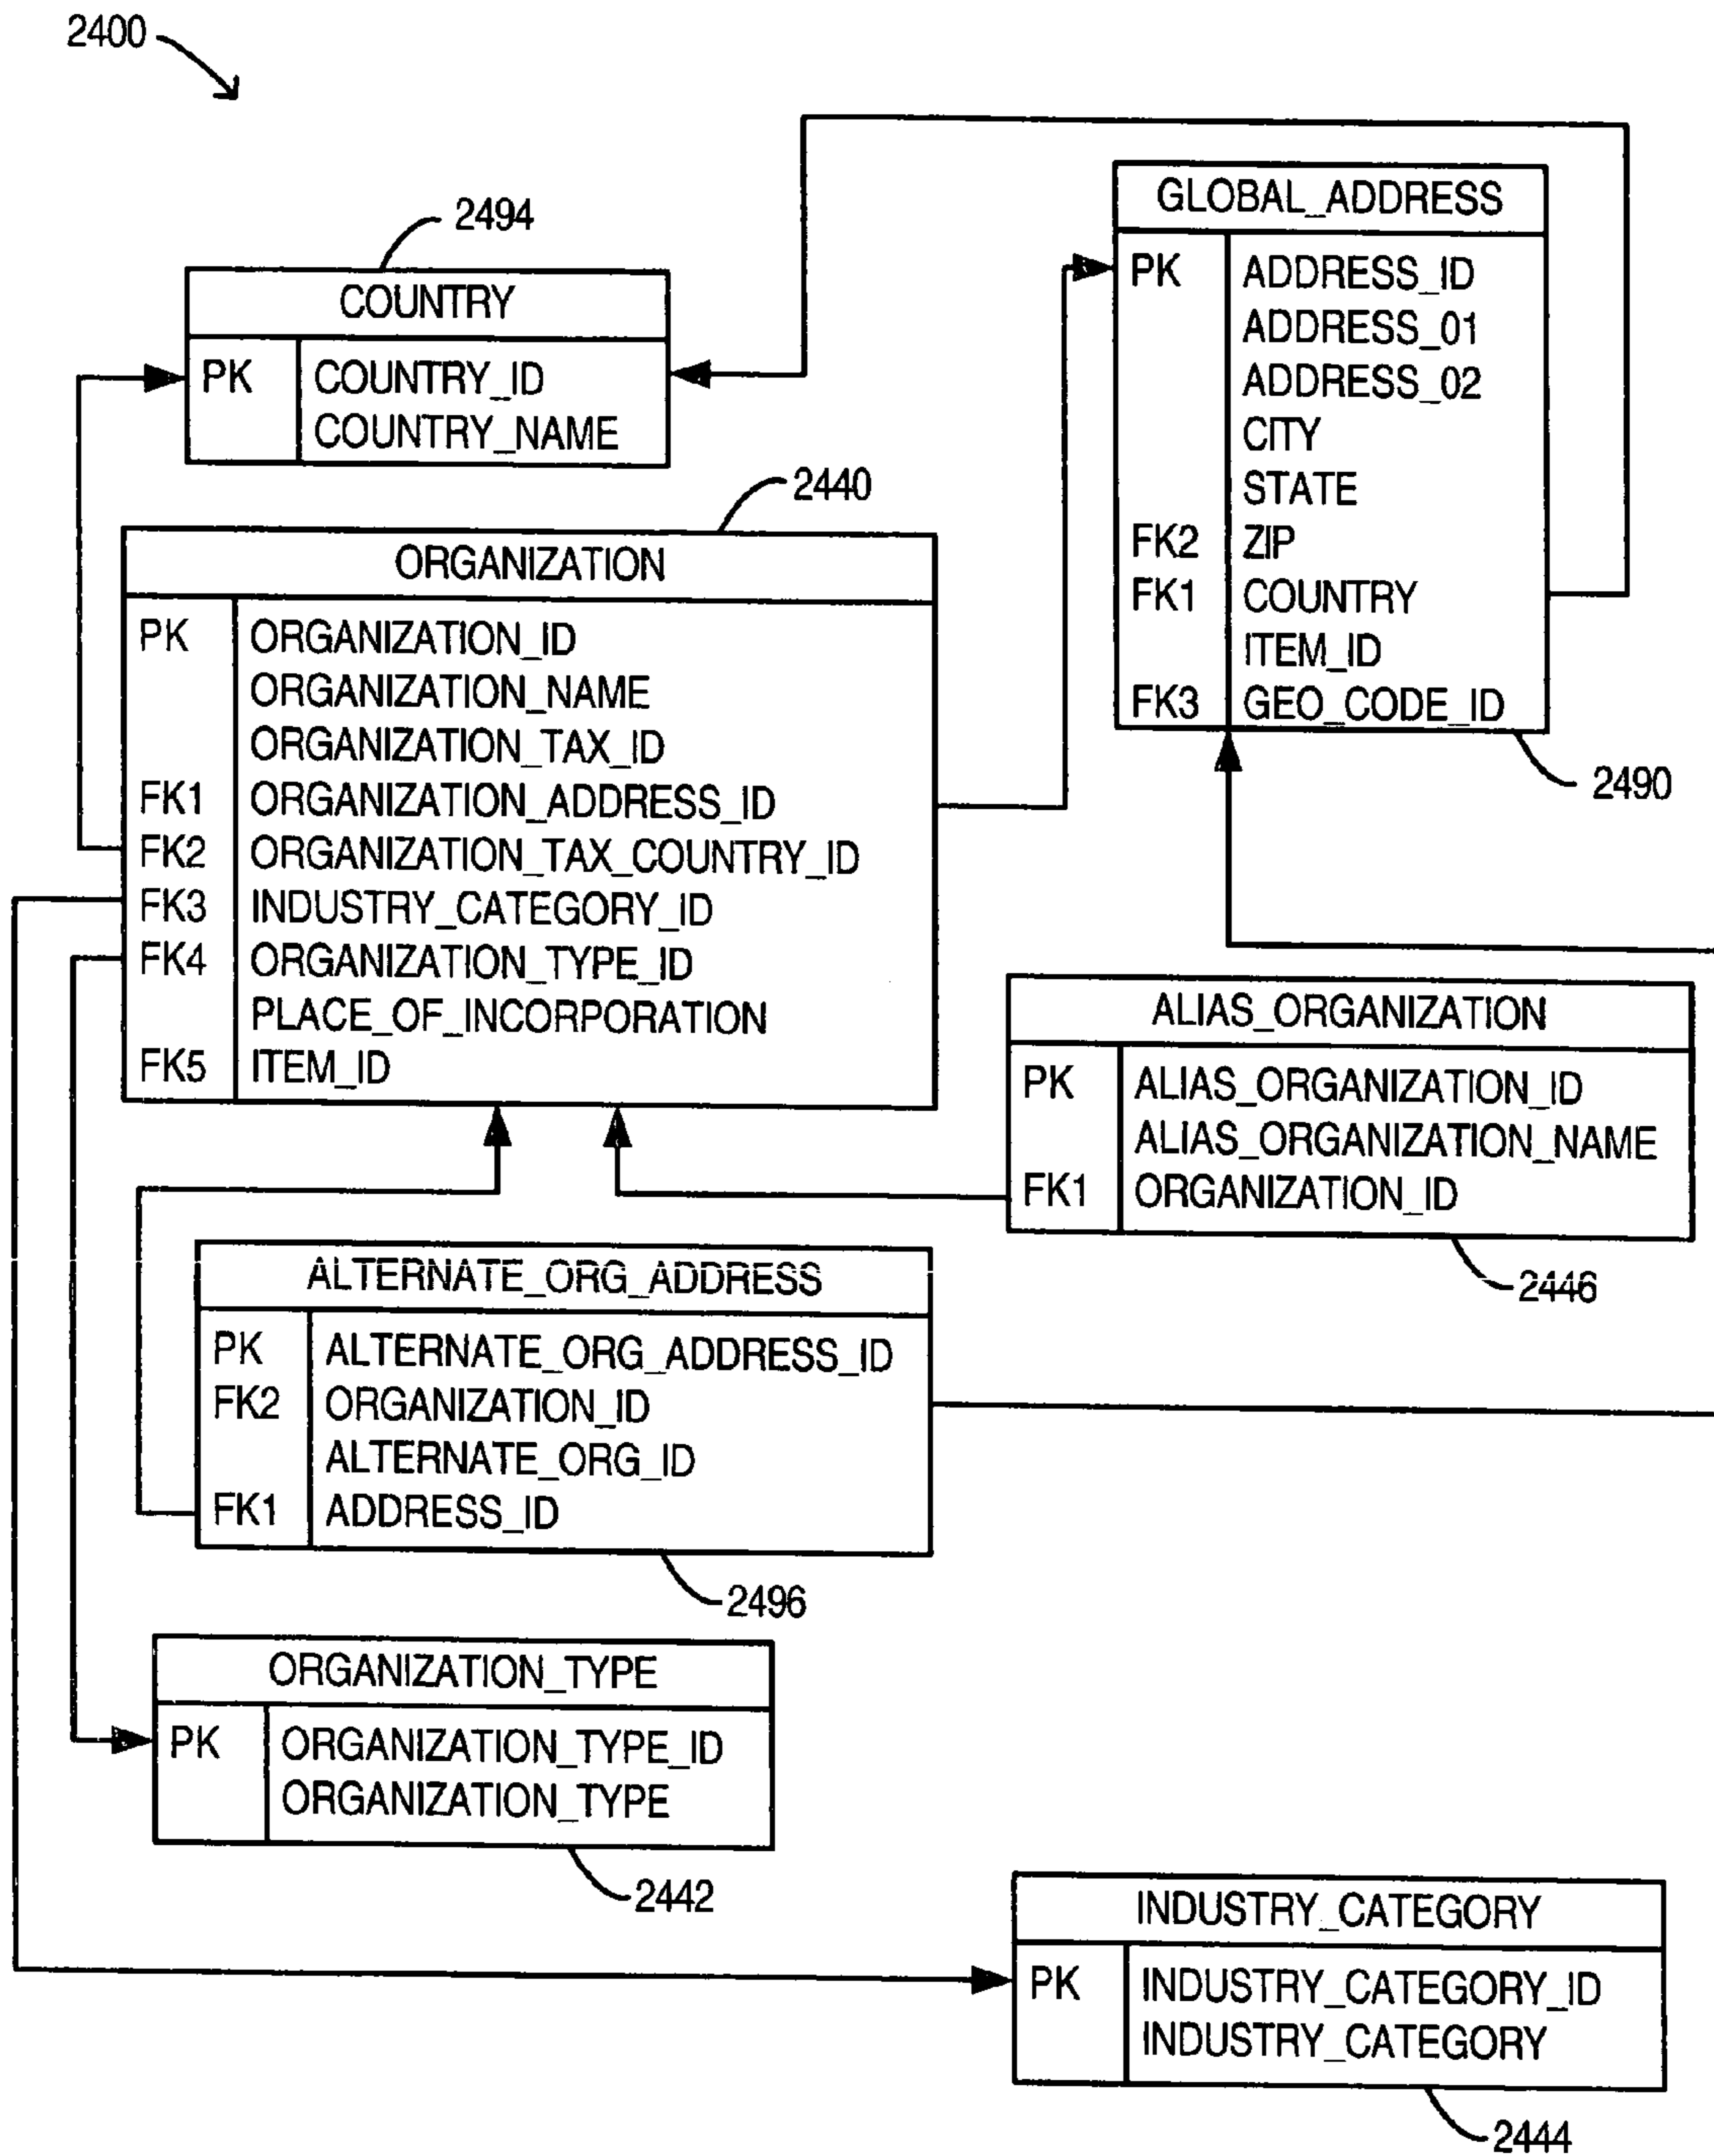 2400
2494
COUNTRY
PK COUNTRY_ID
COUNTRY_NAME
GLOBAL_ADDRESS
PK ADDRESS_ID
ADDRESS_01
ADDRESS_02
CITY
STATE
FK2 ZIP
FK1 COUNTRY
ITEM_ID
FK3 GEO_CODE_ID
2490
2440
ORGANIZATION
PK ORGANIZATION_ID
ORGANIZATION_NAME
ORGANIZATION_TAX_ID
FK1 ORGANIZATION_ADDRESS_ID
FK2 ORGANIZATION_TAX_COUNTRY_ID
FK3 INDUSTRY_CATEGORY_ID
FK4 ORGANIZATION_TYPE_ID
PLACE_OF_INCORPORATION
FK5 ITEM_ID
ALIAS_ORGANIZATION
PK ALIAS_ORGANIZATION_ID
ALIAS_ORGANIZATION_NAME
FK1 ORGANIZATION_ID
2446
ALTERNATE_ORG_ADDRESS
PK ALTERNATE_ORG_ADDRESS_ID
FK2 ORGANIZATION_ID
ALTERNATE_ORG_ID
FK1 ADDRESS_ID
2496
ORGANIZATION_TYPE
PK ORGANIZATION_TYPE_ID
ORGANIZATION_TYPE
2442
INDUSTRY_CATEGORY
PK INDUSTRY_CATEGORY_ID
INDUSTRY_CATEGORY
2444